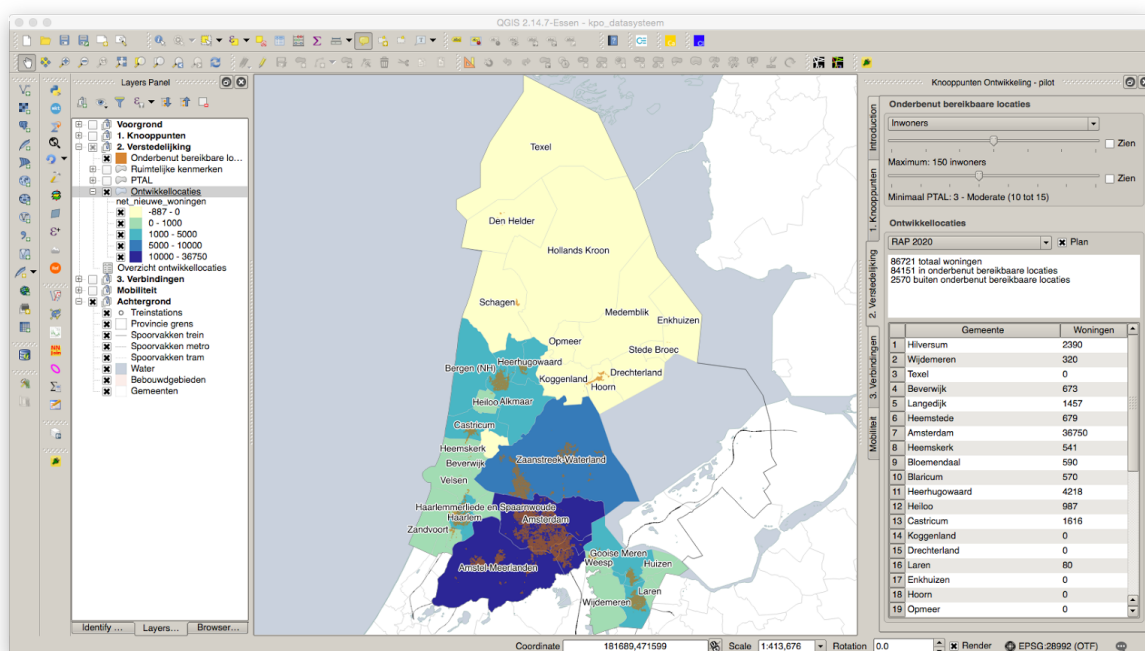 QGIS 2.14.7-Essen - kpo_datasysteem
Layers Panel
Voorgrond
1. Knooppunten
2. Verstedelijking
Onderbenut bereikbare lo...
Ruimtelijke kenmerken
PTAL
Ontwikkellocaties
net_nieuwe_woningen
-887 - 0
0 - 1000
1000 - 5000
5000 - 10000
10000 - 36750
Overzicht ontwikkellocaties
3. Verbindingen
Mobiliteit
Achtergrond
Treinstations
Provincie grens
Spoorvakken trein
Spoorvakken metro
Spoorvakken tram
Water
Bebouwdgebieden
Gemeenten
Identify ...
Layers...
Browser...
Texel
Den Helder
Hollands Kroon
Schagen
Medemblik
Enkhuizen
Opmeer
Stede Broec
Heerhugowaard
Bergen (NH)
Drechterland
Koggenland
Hoorn
Heiloo
Alkmaar
Castricum
Heemskerk
Zaanstreek-Waterland
Beverwijk
Velsen
Haarlemmerliede en Spaarnwoude
Haarlem
Amsterdam
Zandvoort
Gooise Meren
Weesp
Huizen
Amstel-Meerlanden
Laren
Wijdemeren
Knooppunten Ontwikkeling - pilot
Introduction
1. Knooppunten
2. Verstedelijking
3. Verbindingen
Mobiliteit
Onderbenut bereikbare locaties
Inwoners
Zien
Maximum: 150 inwoners
Zien
Minimaal PTAL: 3 - Moderate (10 tot 15)
Ontwikkellocaties
RAP 2020
Plan
86721 totaal woningen
84151 in onderbenut bereikbare locaties
2570 buiten onderbenut bereikbare locaties
Gemeente Woningen
1 Hilversum 2390
2 Wijdemeren 320
3 Texel 0
4 Beverwijk 673
5 Langedijk 1457
6 Heemstede 679
7 Amsterdam 36750
8 Heemskerk 541
9 Bloemendaal 590
10 Blaricum 570
11 Heerhugowaard 4218
12 Heiloo 987
13 Castricum 1616
14 Koggenland 0
15 Drechterland 0
16 Laren 80
17 Enkhuizen 0
18 Hoorn 0
19 Opmeer 0
Coordinate 181689,471599 Scale 1:413,676 Rotation 0.0 Render EPSG:28992 (OTF)